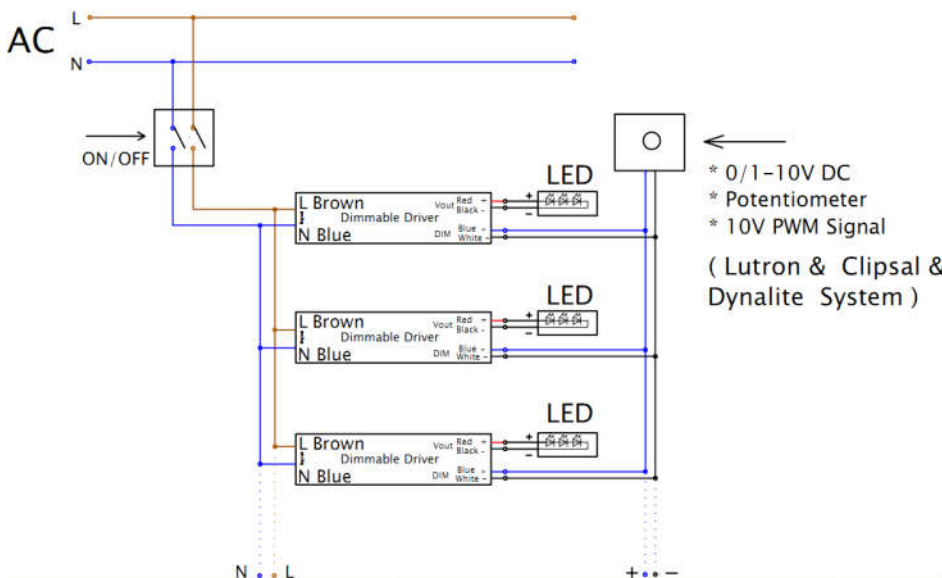 L
AC
N
ON/OFF
L Brown
Dimmable Driver
N Blue
Vout Red +
Black -
DIM Blue +
White -
LED
+
-
L Brown
Dimmable Driver
N Blue
Vout Red +
Black -
DIM Blue -
White -
LED
+
-
L Brown
Dimmable Driver
N Blue
Vout Red +
Black -
DIM Blue +
White -
LED
+
-
* 0/1-10V DC
* Potentiometer
* 10V PWM Signal
( Lutron & Clipsal &
Dynalite System )
N L
+ -